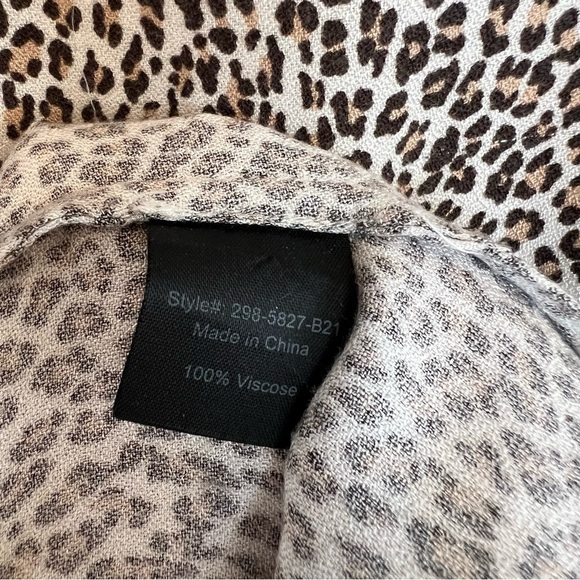 Style#: 298-5827-B21
Made in China
100% Viscose